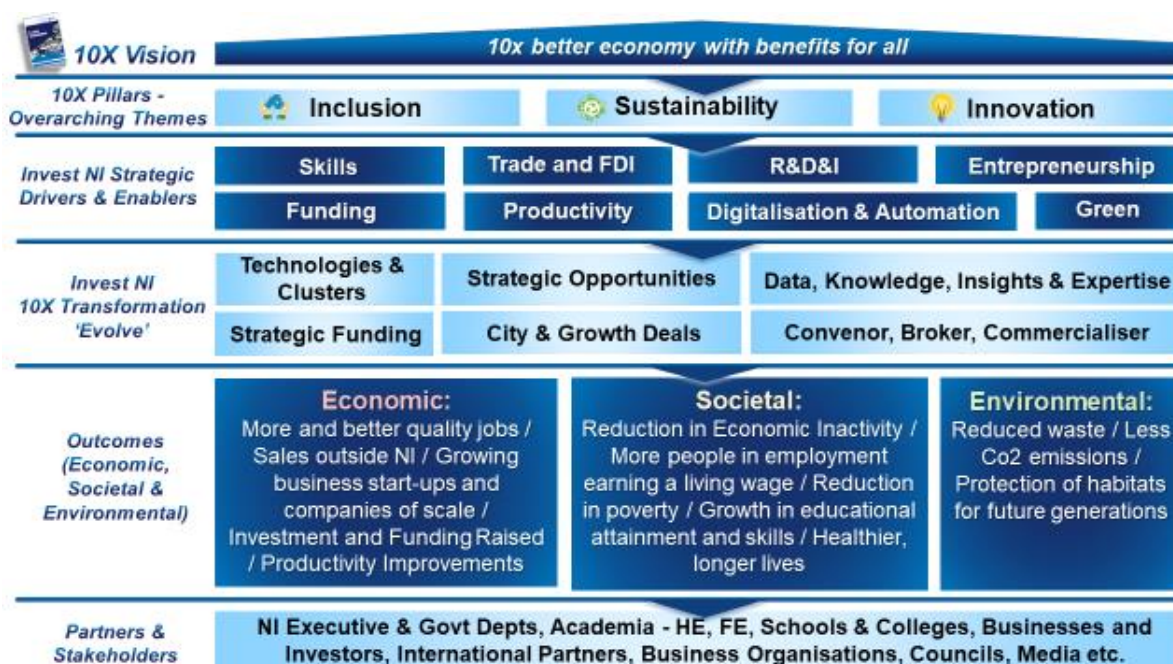 10X Vision
10x better economy with benefits for all
10X Pillars -
Overarching Themes
Inclusion
Sustainability
Innovation
Invest NI Strategic
Drivers & Enablers
Skills
Trade and FDI
R&D&I
Entrepreneurship
Funding
Productivity
Digitalisation & Automation
Green
Invest NI
10X Transformation
'Evolve'
Technologies &
Clusters
Strategic Opportunities
Data, Knowledge, Insights & Expertise
Strategic Funding
City & Growth Deals
Convenor, Broker, Commercialiser
Outcomes
(Economic,
Societal &
Environmental)
Economic:
More and better quality jobs /
Sales outside NI / Growing
business start-ups and
companies of scale /
Investment and Funding Raised
/ Productivity Improvements
Societal:
Reduction in Economic Inactivity /
More people in employment
earning a living wage / Reduction
in poverty / Growth in educational
attainment and skills / Healthier,
longer lives
Environmental:
Reduced waste / Less
Co2 emissions /
Protection of habitats
for future generations
Partners &
Stakeholders
NI Executive & Govt Depts, Academia - HE, FE, Schools & Colleges, Businesses and
Investors, International Partners, Business Organisations, Councils, Media etc.